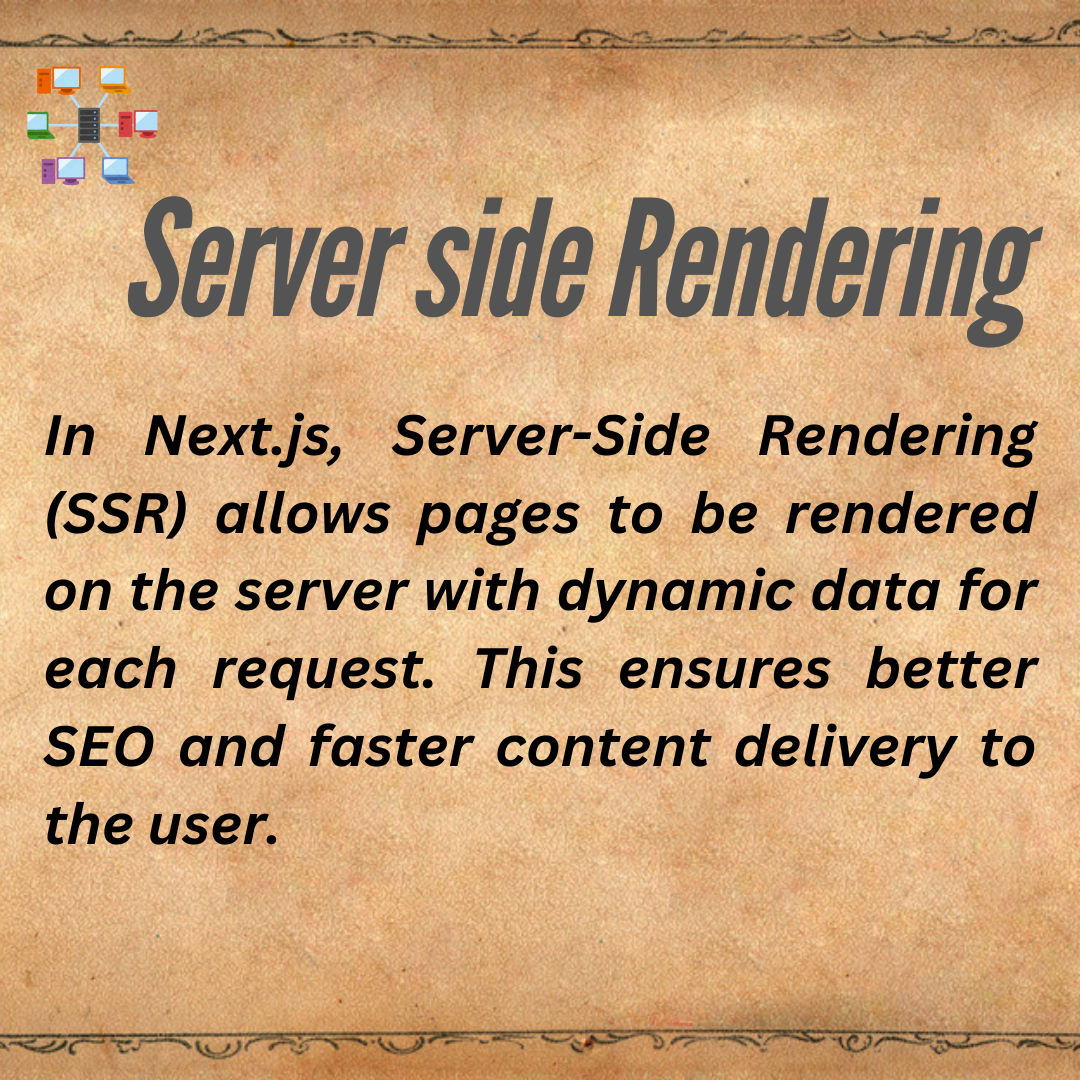 Server side Rendering
In Next.js, Server-Side Rendering
(SSR) allows pages to be rendered
on the server with dynamic data for
each request. This ensures better
SEO and faster content delivery to
the user.